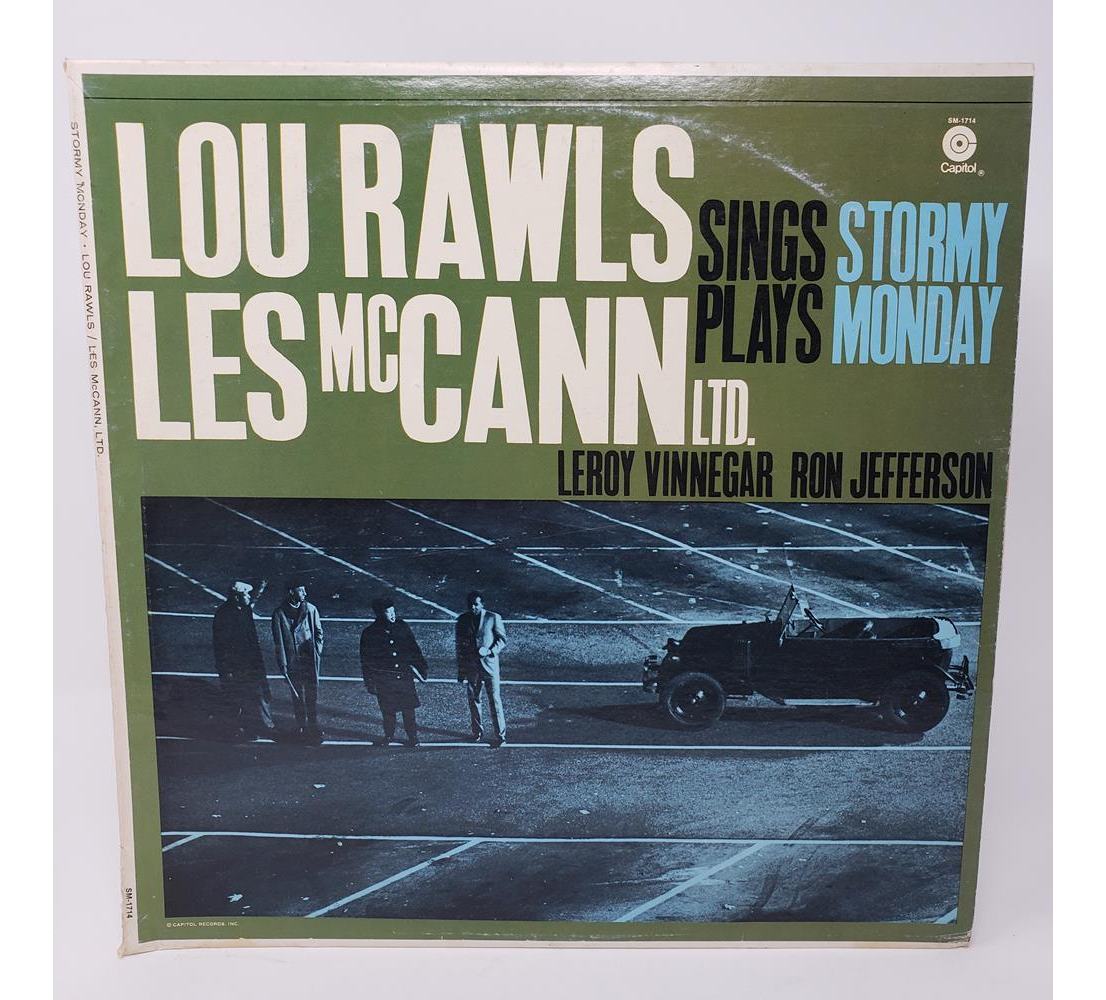 SM-1714
Capitol ®
LOU RAWLS SINGS STORMY
LES McCANN LTD. PLAYS MONDAY
LEROY VINNEGAR RON JEFFERSON
© CAPITOL RECORDS, INC.
STORMY MONDAY · LOU RAWLS / LES McCANN, LTD.
SM-1714